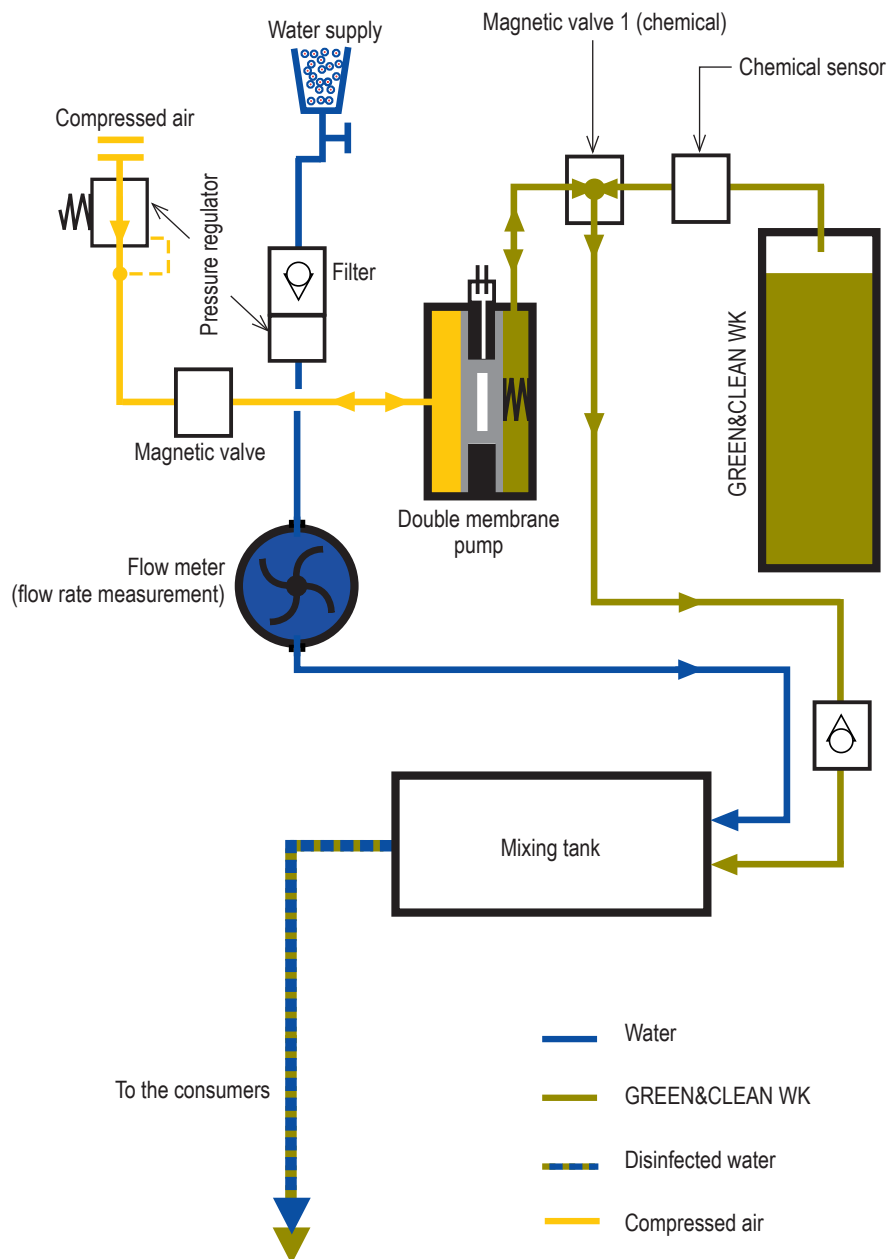 Water supply
Magnetic valve 1 (chemical)
Chemical sensor
Compressed air
Pressure regulator
Filter
GREEN&CLEAN WK
Magnetic valve
Double membrane
pump
Flow meter
(flow rate measurement)
Mixing tank
To the consumers
Water
GREEN&CLEAN WK
Disinfected water
Compressed air